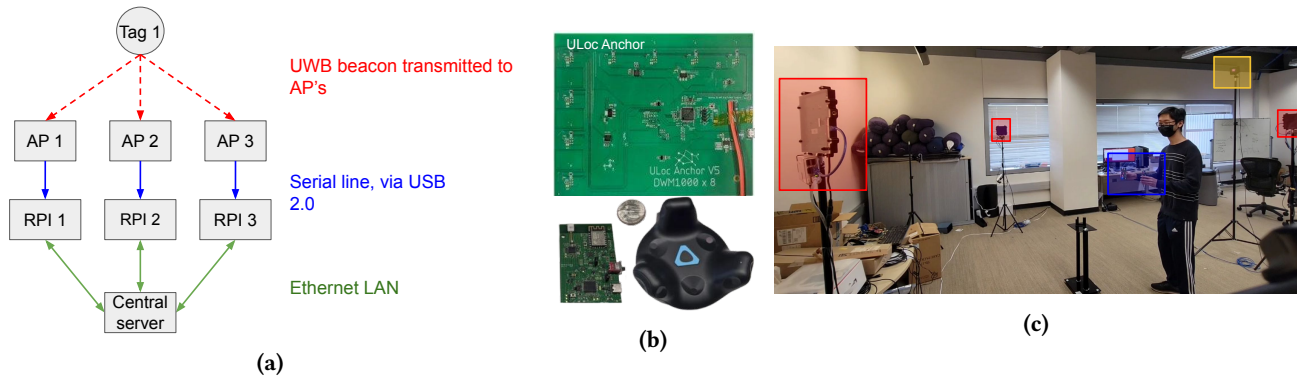 Tag 1
UWB beacon transmitted to
AP's
AP 1
AP 2
AP 3
Serial line, via USB
2.0
RPI 1
RPI 2
RPI 3
Ethernet LAN
Central
server
(a)
ULoc Anchor
ULoc Anchor V5
DWM1000 x 8
(b)
(c)